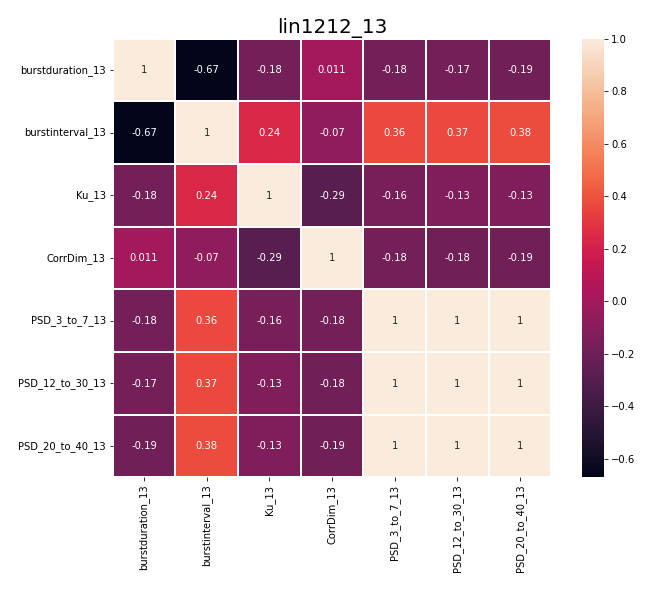 lin1212_13
burstduration_13 1 -0.67 -0.18 0.011 -0.18 -0.17 -0.19
burstinterval_13 -0.67 1 0.24 -0.07 0.36 0.37 0.38
Ku_13 -0.18 0.24 1 -0.29 -0.16 -0.13 -0.13
CorrDim_13 0.011 -0.07 -0.29 1 -0.18 -0.18 -0.19
PSD_3_to_7_13 -0.18 0.36 -0.16 -0.18 1 1 1
PSD_12_to_30_13 -0.17 0.37 -0.13 -0.18 1 1 1
PSD_20_to_40_13 -0.19 0.38 -0.13 -0.19 1 1 1
burstduration_13
burstinterval_13
Ku_13
CorrDim_13
PSD_3_to_7_13
PSD_12_to_30_13
PSD_20_to_40_13
1.0
0.8
0.6
0.4
0.2
0.0
−0.2
−0.4
−0.6